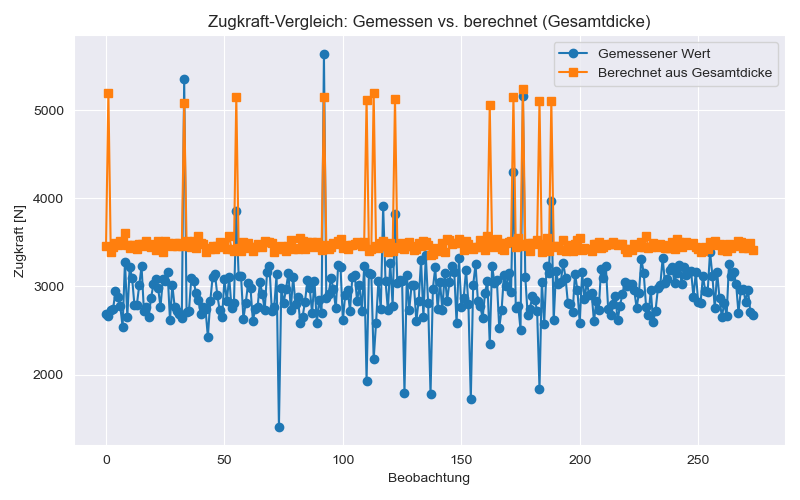 Zugkraft-Vergleich: Gemessen vs. berechnet (Gesamtdicke)
Gemessener Wert
Berechnet aus Gesamtdicke
Zugkraft [N]
5000
4000
3000
2000
0 50 100 150 200 250
Beobachtung